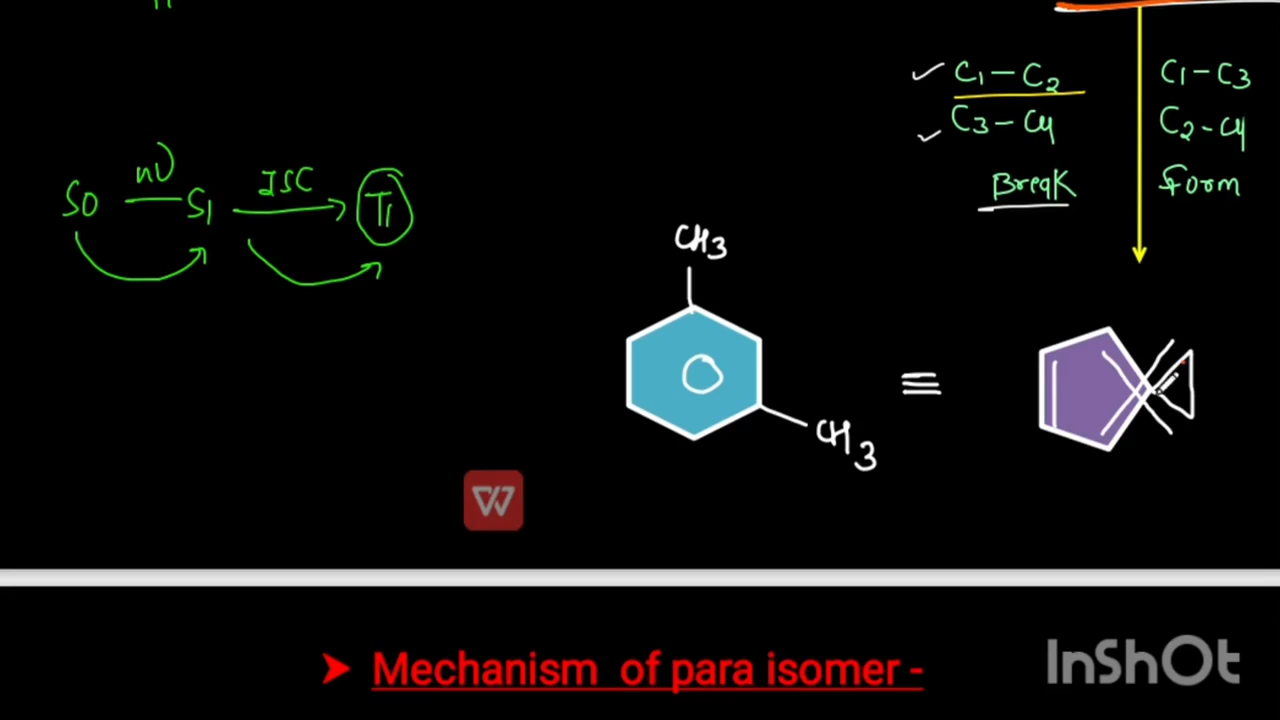 C1 - C2
C1 - C3
C3 - C4
C2 - C4
Break
Form
S0 hν S1 ISC T1
CH3
CH3
Mechanism of para isomer -
InShOt